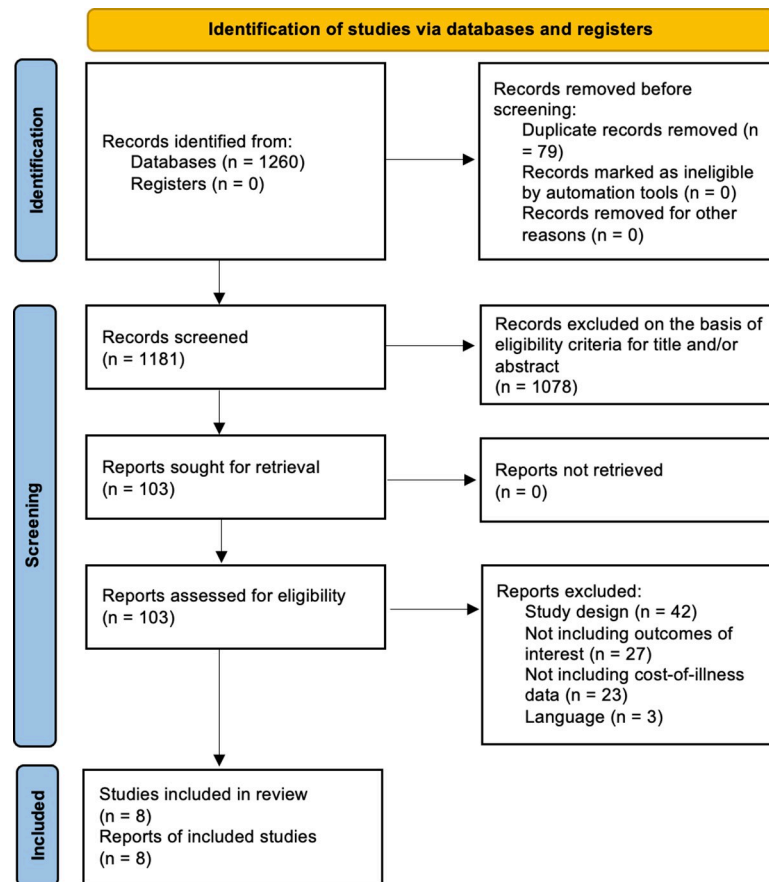 Identification of studies via databases and registers
Identification
Records identified from:
Databases (n = 1260)
Registers (n = 0)
Records removed before
screening:
Duplicate records removed (n
= 79)
Records marked as ineligible
by automation tools (n = 0)
Records removed for other
reasons (n = 0)
Screening
Records screened
(n = 1181)
Records excluded on the basis of
eligibility criteria for title and/or
abstract
(n = 1078)
Reports sought for retrieval
(n = 103)
Reports not retrieved
(n = 0)
Reports assessed for eligibility
(n = 103)
Reports excluded:
Study design (n = 42)
Not including outcomes of
interest (n = 27)
Not including cost-of-illness
data (n = 23)
Language (n = 3)
Included
Studies included in review
(n = 8)
Reports of included studies
(n = 8)